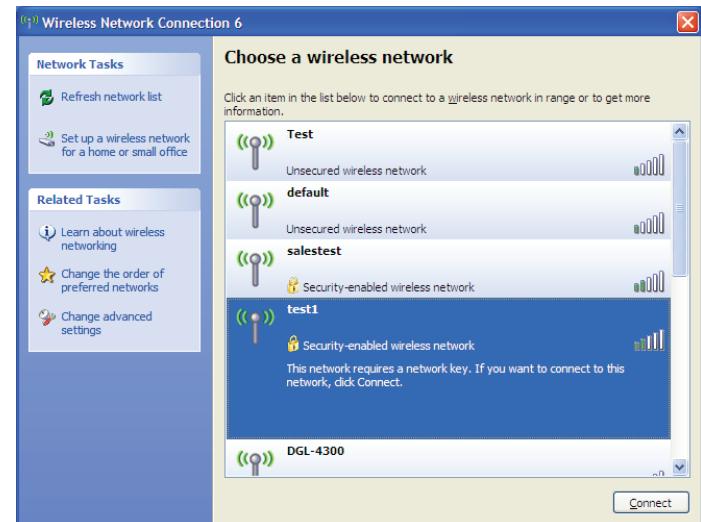 Wireless Network Connection 6
Network Tasks
Refresh network list
Set up a wireless network
for a home or small office
Related Tasks
Learn about wireless
networking
Change the order of
preferred networks
Change advanced
settings
Choose a wireless network
Click an item in the list below to connect to a wireless network in range or to get more
information.
Test
Unsecured wireless network
default
Unsecured wireless network
salestest
Security-enabled wireless network
test1
Security-enabled wireless network
This network requires a network key. If you want to connect to this
network, click Connect.
DGL-4300
Connect